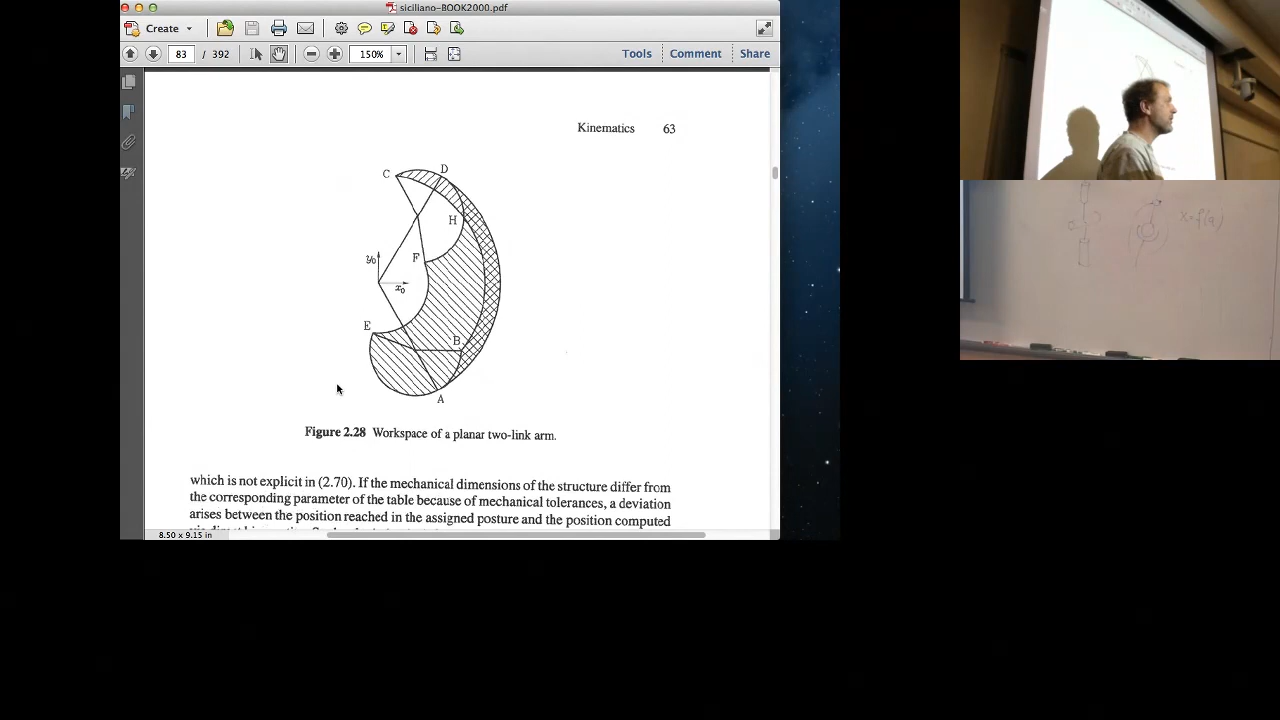 siciliano-BOOK2000.pdf
Create
83 / 392
150%
Tools
Comment
Share
Kinematics 63
C
D
H
y0
F
x0
E
B
A
Figure 2.28 Workspace of a planar two-link arm.
which is not explicit in (2.70). If the mechanical dimensions of the structure differ from
the corresponding parameter of the table because of mechanical tolerances, a deviation
arises between the position reached in the assigned posture and the position computed
8.50 x 9.15 in
x=f(q)